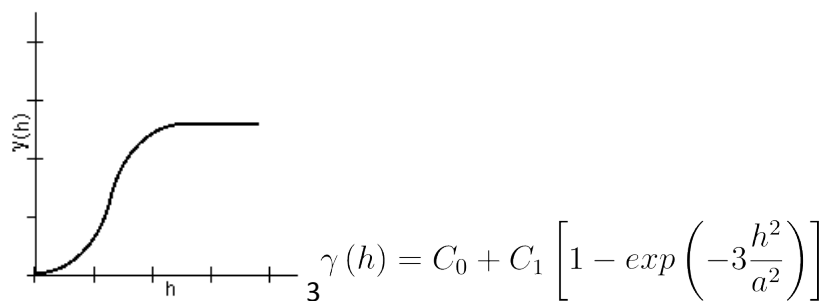 γ(h)
h
3
γ (h) = C₀ + C₁ [1 − exp (−3 h²/a²)]